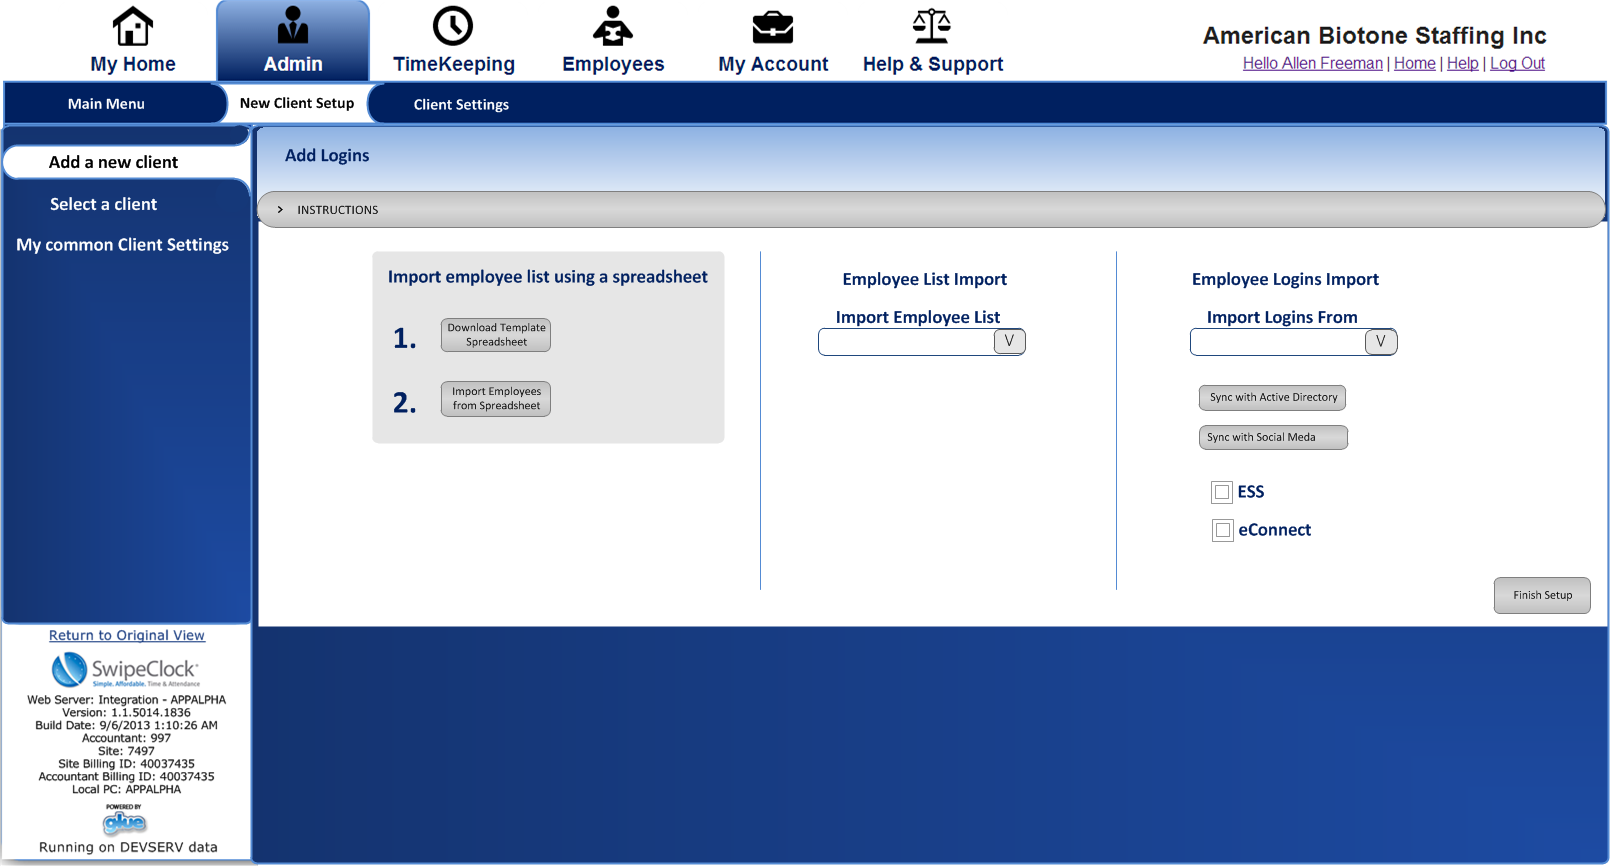 My Home
Admin
TimeKeeping
Employees
My Account
Help & Support
American Biotone Staffing Inc
Hello Allen Freeman | Home | Help | Log Out
Main Menu
New Client Setup
Client Settings
Add a new client
Select a client
My common Client Settings
Add Logins
> INSTRUCTIONS
Import employee list using a spreadsheet
1.
Download Template
Spreadsheet
2.
Import Employees
from Spreadsheet
Employee List Import
Import Employee List
V
Employee Logins Import
Import Logins From
V
Sync with Active Directory
Sync with Social Meda
ESS
eConnect
Finish Setup
Return to Original View
SwipeClock
Simple. Affordable. Time & Attendance
Web Server: Integration - APPALPHA
Version: 1.1.5014.1836
Build Date: 9/6/2013 1:10:26 AM
Accountant: 997
Site: 7497
Site Billing ID: 40037435
Accountant Billing ID: 40037435
Local PC: APPALPHA
POWERED BY
glue
Running on DEVSERV data